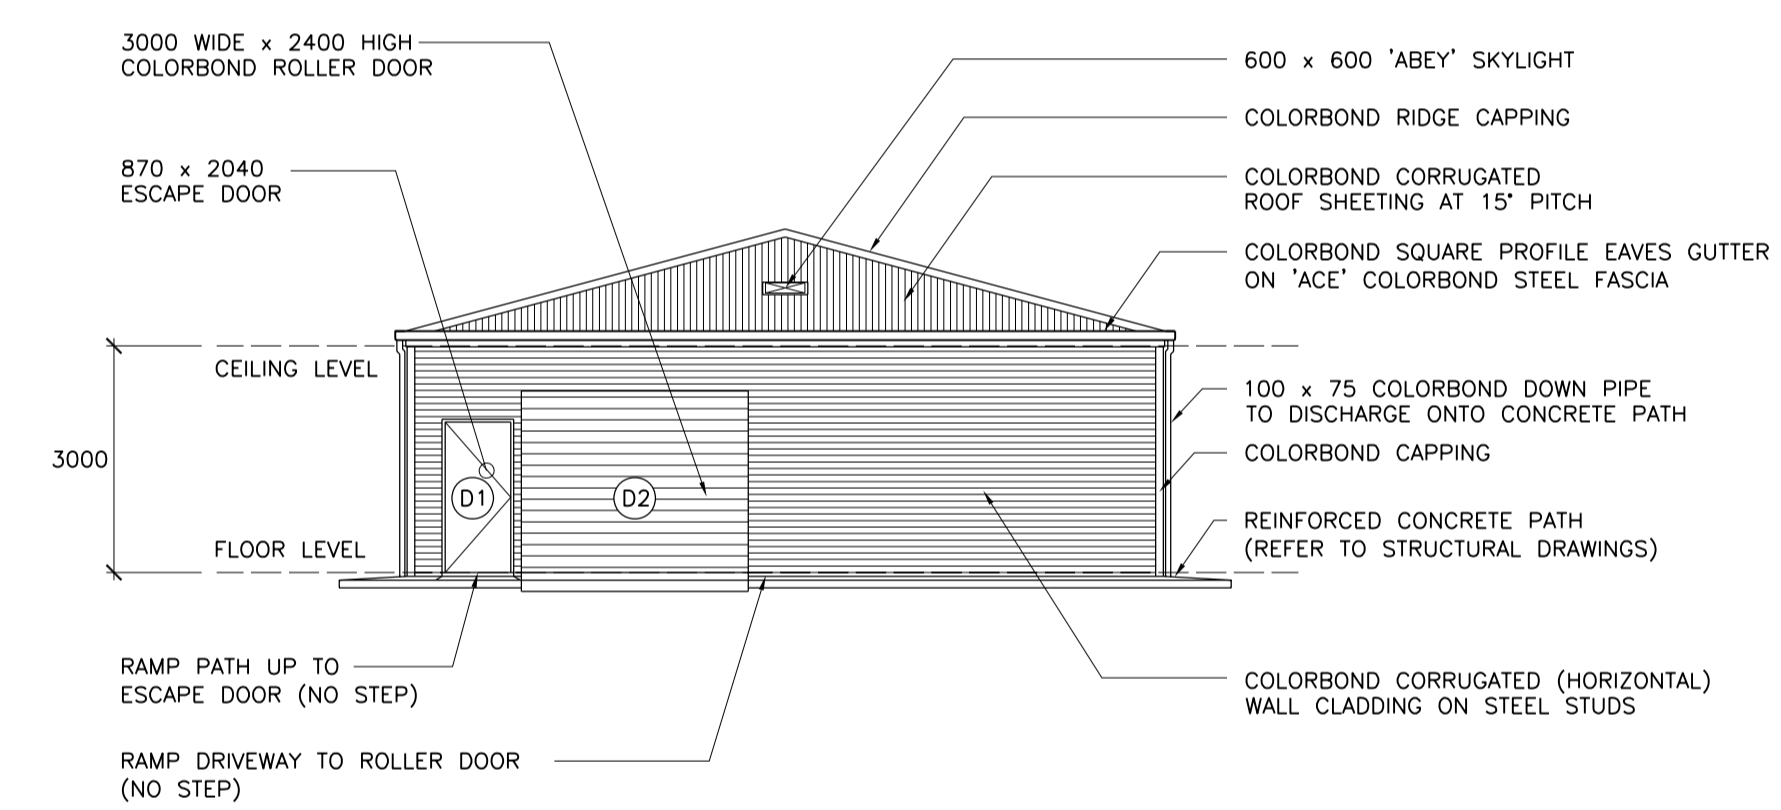 3000 WIDE x 2400 HIGH
COLORBOND ROLLER DOOR
870 x 2040
ESCAPE DOOR
600 x 600 'ABEY' SKYLIGHT
COLORBOND RIDGE CAPPING
COLORBOND CORRUGATED
ROOF SHEETING AT 15° PITCH
COLORBOND SQUARE PROFILE EAVES GUTTER
ON 'ACE' COLORBOND STEEL FASCIA
CEILING LEVEL
3000
D1
D2
FLOOR LEVEL
100 x 75 COLORBOND DOWN PIPE
TO DISCHARGE ONTO CONCRETE PATH
COLORBOND CAPPING
REINFORCED CONCRETE PATH
(REFER TO STRUCTURAL DRAWINGS)
RAMP PATH UP TO
ESCAPE DOOR (NO STEP)
COLORBOND CORRUGATED (HORIZONTAL)
WALL CLADDING ON STEEL STUDS
RAMP DRIVEWAY TO ROLLER DOOR
(NO STEP)